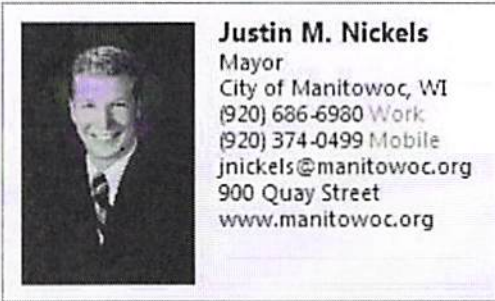 Justin M. Nickels
Mayor
City of Manitowoc, WI
(920) 686-6980 Work
(920) 374-0499 Mobile
jnickels@manitowoc.org
900 Quay Street
www.manitowoc.org